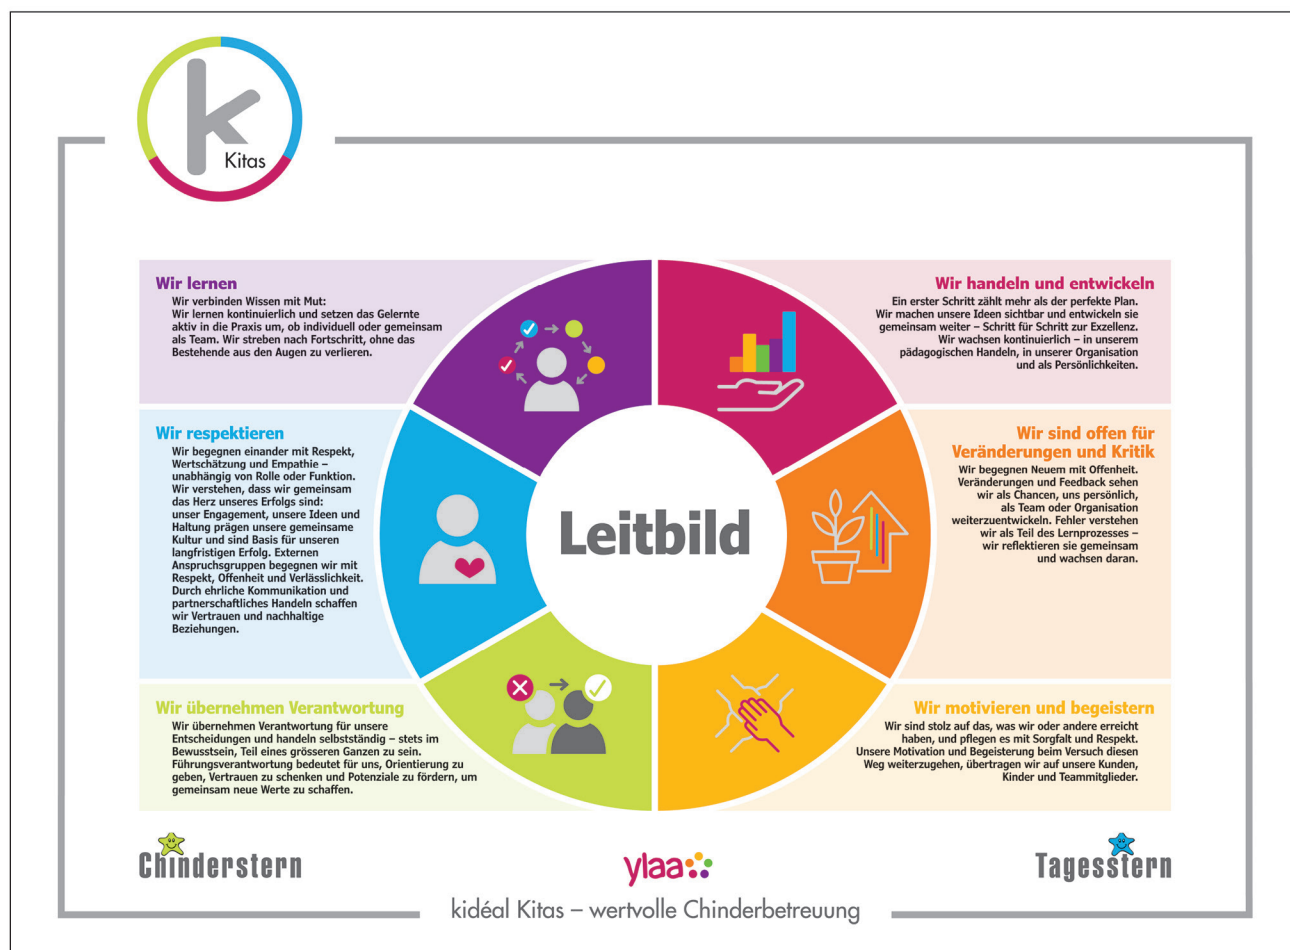 k
Kitas
Wir lernen
Wir verbinden Wissen mit Mut:
Wir lernen kontinuierlich und setzen das Gelernte
aktiv in die Praxis um, ob individuell oder gemeinsam
als Team. Wir streben nach Fortschritt, ohne das
Bestehende aus den Augen zu verlieren.
Wir handeln und entwickeln
Ein erster Schritt zählt mehr als der perfekte Plan.
Wir machen unsere Ideen sichtbar und entwickeln sie
gemeinsam weiter – Schritt für Schritt zur Exzellenz.
Wir wachsen kontinuierlich – in unserem
pädagogischen Handeln, in unserer Organisation
und als Persönlichkeiten.
Wir respektieren
Wir begegnen einander mit Respekt,
Wertschätzung und Empathie –
unabhängig von Rolle oder Funktion.
Wir verstehen, dass wir gemeinsam
das Herz unseres Erfolgs sind:
unser Engagement, unsere Ideen und
Haltung prägen unsere gemeinsame
Kultur und sind Basis für unseren
langfristigen Erfolg. Externen
Anspruchsgruppen begegnen wir mit
Respekt, Offenheit und Verlässlichkeit.
Durch ehrliche Kommunikation und
partnerschaftliches Handeln schaffen
wir Vertrauen und nachhaltige
Beziehungen.
Leitbild
Wir sind offen für
Veränderungen und Kritik
Wir begegnen Neuem mit Offenheit.
Veränderungen und Feedback sehen
wir als Chancen, uns persönlich,
als Team oder Organisation
weiterzuentwickeln. Fehler verstehen
wir als Teil des Lernprozesses –
wir reflektieren sie gemeinsam
und wachsen daran.
Wir übernehmen Verantwortung
Wir übernehmen Verantwortung für unsere
Entscheidungen und handeln selbstständig – stets im
Bewusstsein, Teil eines grösseren Ganzen zu sein.
Führungsverantwortung bedeutet für uns, Orientierung zu
geben, Vertrauen zu schenken und Potenziale zu fördern, um
gemeinsam neue Werte zu schaffen.
Wir motivieren und begeistern
Wir sind stolz auf das, was wir oder andere erreicht
haben, und pflegen es mit Sorgfalt und Respekt.
Unsere Motivation und Begeisterung beim Versuch diesen
Weg weiterzugehen, übertragen wir auf unsere Kunden,
Kinder und Teammitglieder.
Chinderstern
ylaa
Tagesstern
kidéal Kitas – wertvolle Chinderbetreuung